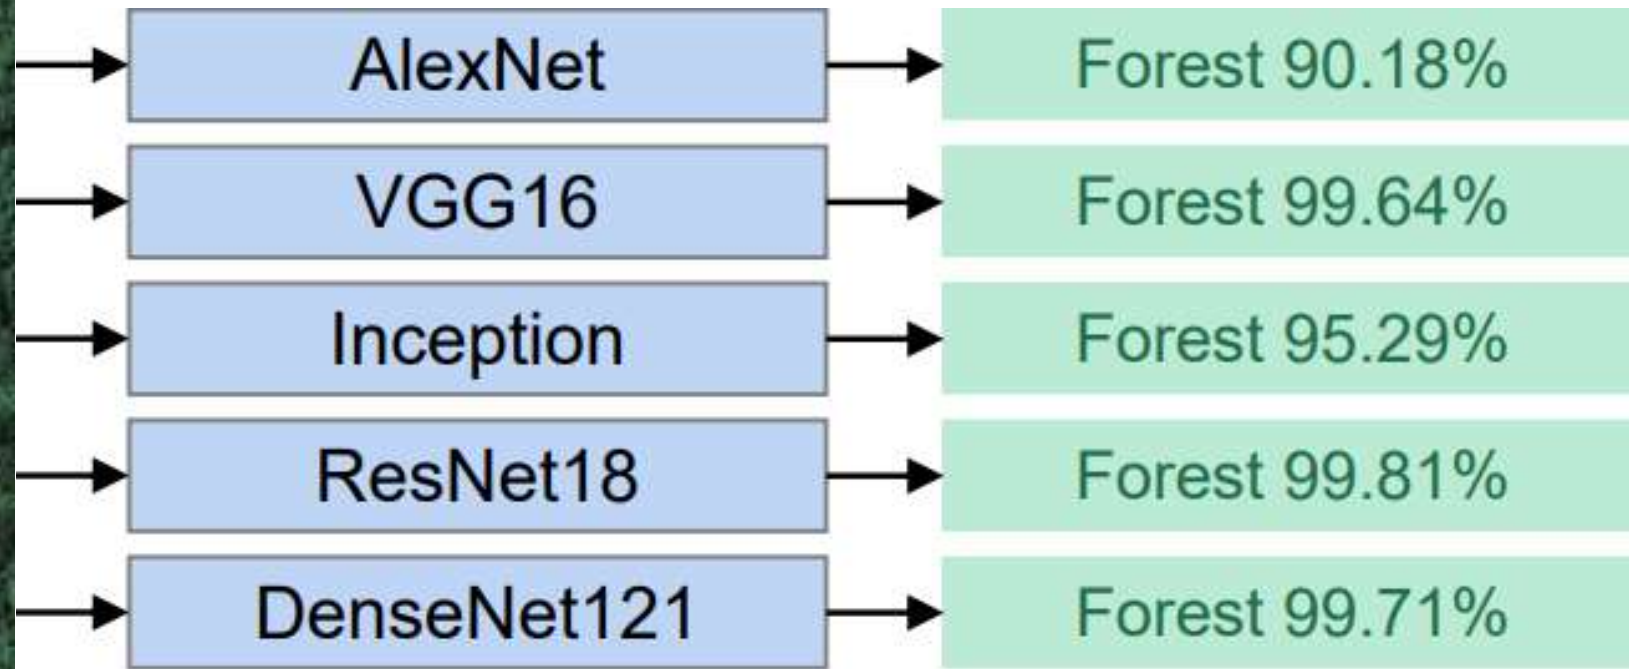 AlexNet
Forest 90.18%
VGG16
Forest 99.64%
Inception
Forest 95.29%
ResNet18
Forest 99.81%
DenseNet121
Forest 99.71%